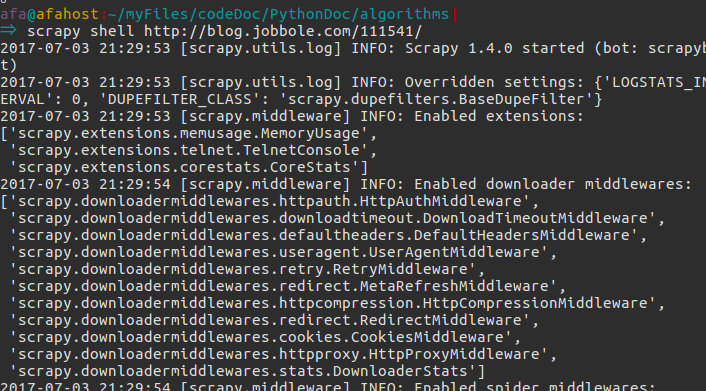 afa@afahost:~/myFiles/codeDoc/PythonDoc/algorithms|
=> scrapy shell http://blog.jobbole.com/111541/
2017-07-03 21:29:53 [scrapy.utils.log] INFO: Scrapy 1.4.0 started (bot: scrapyb
t)
2017-07-03 21:29:53 [scrapy.utils.log] INFO: Overridden settings: {'LOGSTATS_IN
ERVAL': 0, 'DUPEFILTER_CLASS': 'scrapy.dupefilters.BaseDupeFilter'}
2017-07-03 21:29:53 [scrapy.middleware] INFO: Enabled extensions:
['scrapy.extensions.memusage.MemoryUsage',
 'scrapy.extensions.telnet.TelnetConsole',
 'scrapy.extensions.corestats.CoreStats']
2017-07-03 21:29:54 [scrapy.middleware] INFO: Enabled downloader middlewares:
['scrapy.downloadermiddlewares.httpauth.HttpAuthMiddleware',
 'scrapy.downloadermiddlewares.downloadtimeout.DownloadTimeoutMiddleware',
 'scrapy.downloadermiddlewares.defaultheaders.DefaultHeadersMiddleware',
 'scrapy.downloadermiddlewares.useragent.UserAgentMiddleware',
 'scrapy.downloadermiddlewares.retry.RetryMiddleware',
 'scrapy.downloadermiddlewares.redirect.MetaRefreshMiddleware',
 'scrapy.downloadermiddlewares.httpcompression.HttpCompressionMiddleware',
 'scrapy.downloadermiddlewares.redirect.RedirectMiddleware',
 'scrapy.downloadermiddlewares.cookies.CookiesMiddleware',
 'scrapy.downloadermiddlewares.httpproxy.HttpProxyMiddleware',
 'scrapy.downloadermiddlewares.stats.DownloaderStats']
2017-07-03 21:29:54 [scrapy.middleware] INFO: Enabled spider middlewares: